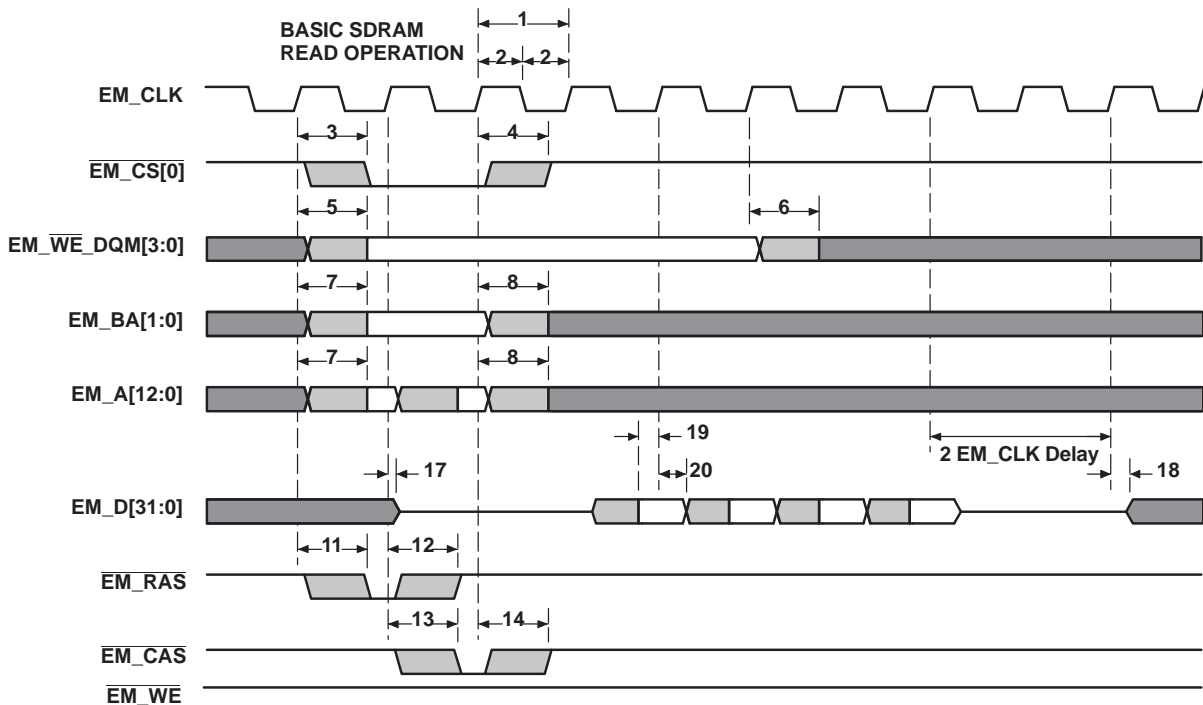 1
BASIC SDRAM
READ OPERATION
2 2
EM_CLK
3 4
EM_CS[0]
5 6
EM_WE_DQM[3:0]
7 8
EM_BA[1:0]
7 8
EM_A[12:0]
19
2 EM_CLK Delay
17 20 18
EM_D[31:0]
11 12
EM_RAS
13 14
EM_CAS
EM_WE